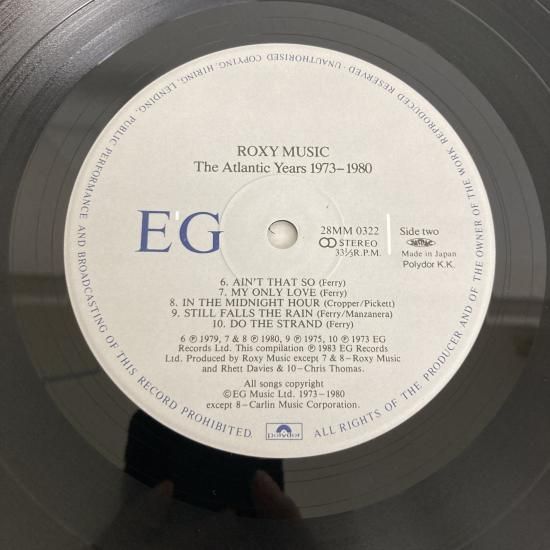 ROXY MUSIC
The Atlantic Years 1973–1980
EG
28MM 0322
STEREO
33⅓R.P.M.
Side two
Made in Japan
Polydor K.K.
6. AIN'T THAT SO (Ferry)
7. MY ONLY LOVE (Ferry)
8. IN THE MIDNIGHT HOUR (Cropper/Pickett)
9. STILL FALLS THE RAIN (Ferry/Manzanera)
10. DO THE STRAND (Ferry)
6 ℗ 1979, 7 & 8 ℗ 1980, 9 ℗ 1975, 10 ℗ 1973 EG
Records Ltd. This compilation ℗ 1983 EG Records
Ltd. Produced by Roxy Music except 7 & 8–Roxy Music
and Rhett Davies & 10–Chris Thomas.
All songs copyright
©EG Music Ltd. 1973–1980
except 8–Carlin Music Corporation.
polydor
ALL RIGHTS OF THE PRODUCER AND OF THE OWNER OF THE WORK REPRODUCED RESERVED · UNAUTHORISED COPYING, HIRING, LENDING, PUBLIC PERFORMANCE AND BROADCASTING OF THIS RECORD PROHIBITED.